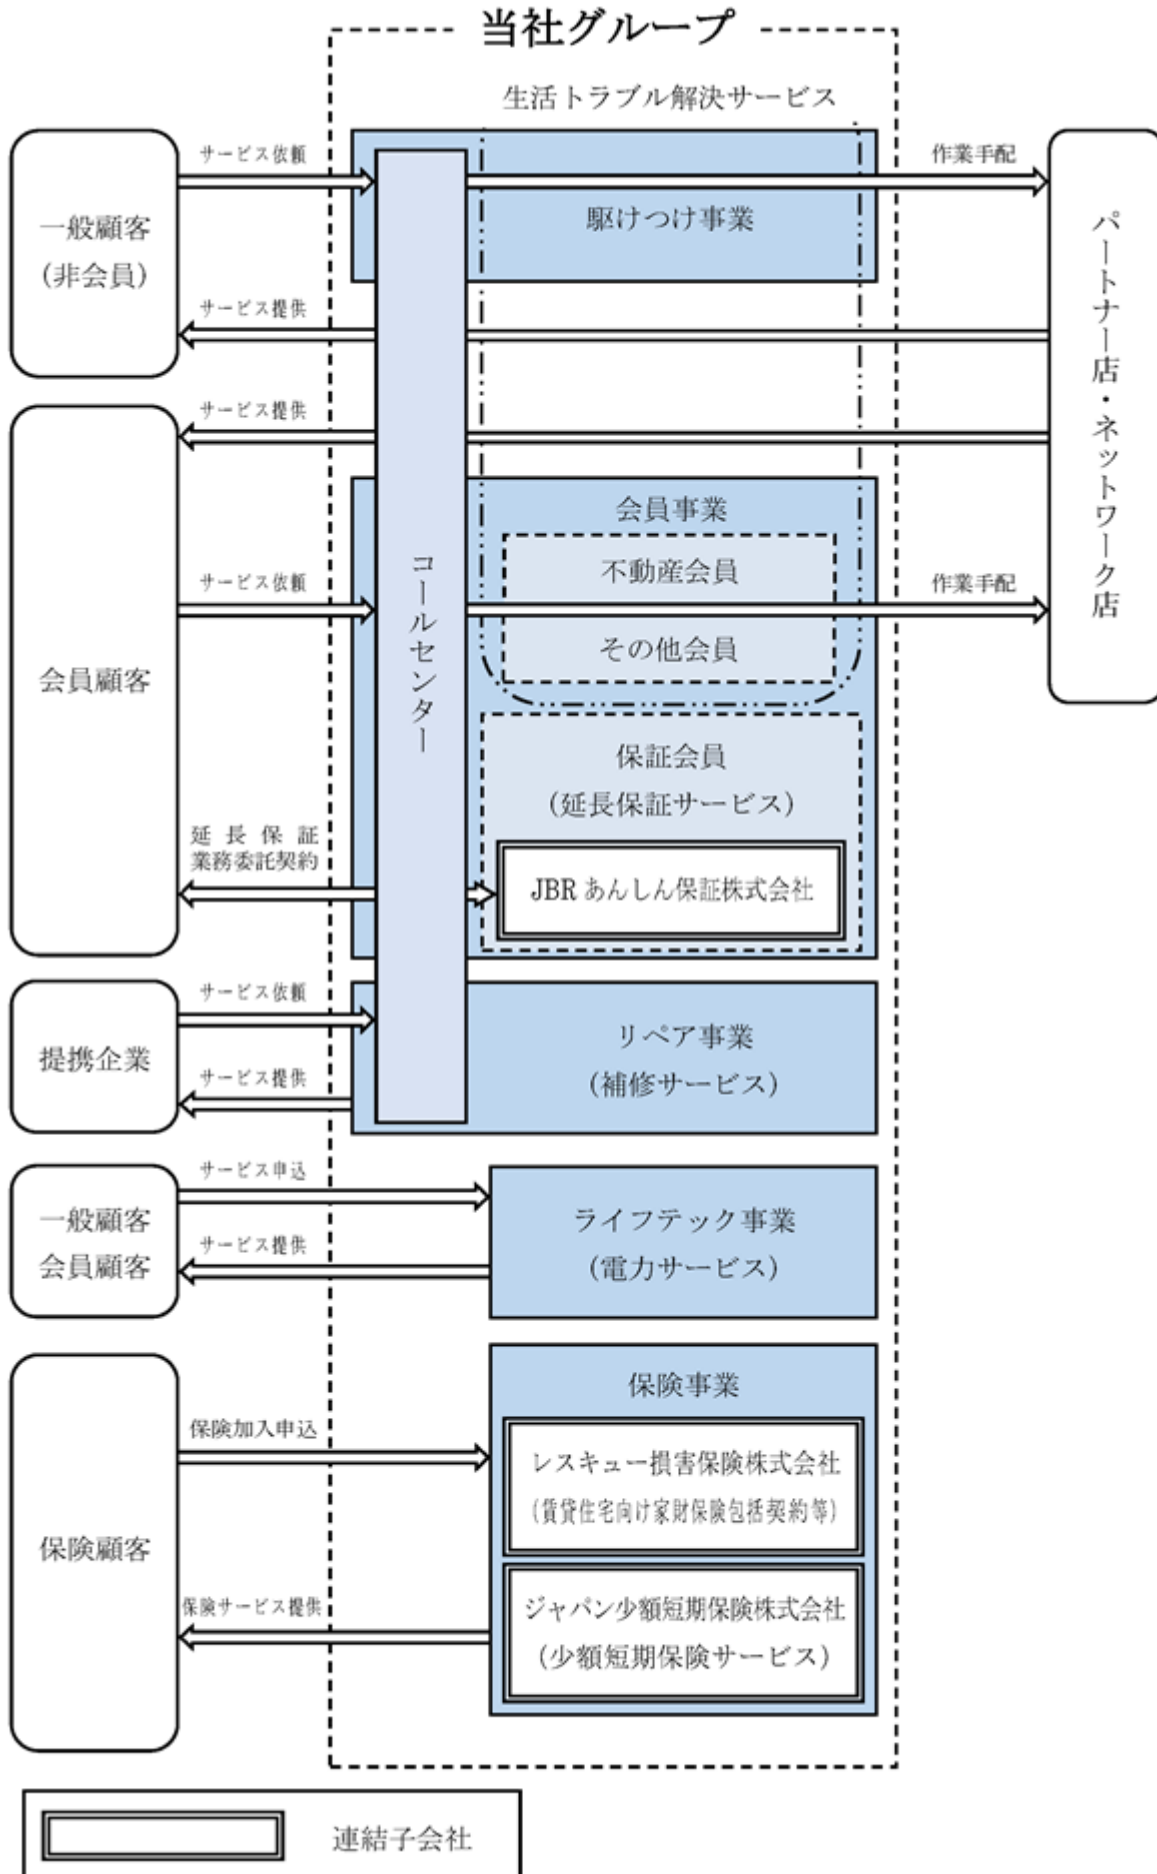 当社グループ
生活トラブル解決サービス
一般顧客
(非会員)
サービス依頼
駆けつけ事業
作業手配
サービス提供
パートナー店・ネットワーク店
コールセンター
会員顧客
サービス提供
会員事業
不動産会員
サービス依頼
作業手配
その他会員
保証会員
(延長保証サービス)
延長保証
業務委託契約
JBR あんしん保証株式会社
提携企業
サービス依頼
サービス提供
リペア事業
(補修サービス)
一般顧客
会員顧客
サービス申込
サービス提供
ライフテック事業
(電力サービス)
保険顧客
保険加入申込
保険サービス提供
保険事業
レスキュー損害保険株式会社
(賃貸住宅向け家財保険包括契約等)
ジャパン少額短期保険株式会社
(少額短期保険サービス)
連結子会社